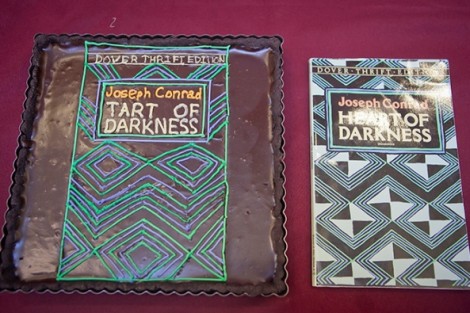 DOVER THRIFT EDITION
Joseph Conrad
TART OF
DARKNESS
DOVER · THRIFT · EDITIONS
Joseph Conrad
HEART OF
DARKNESS